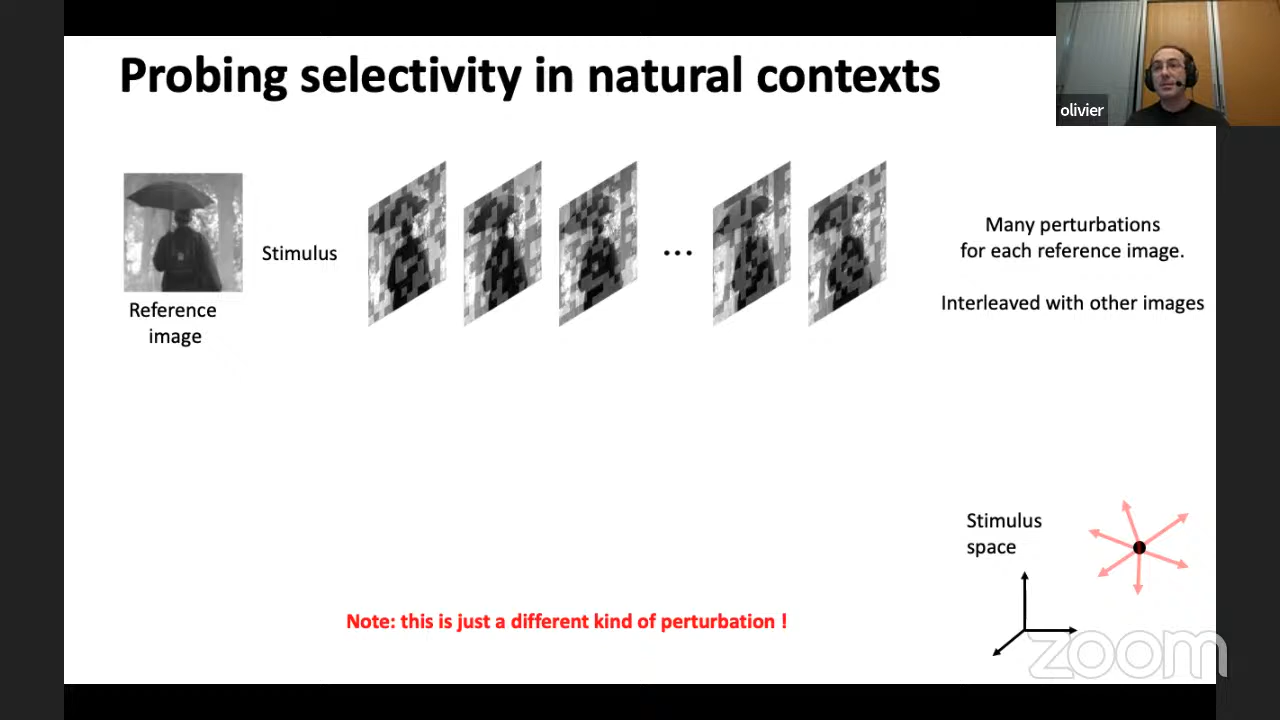 Probing selectivity in natural contexts
olivier
Reference
image
Stimulus
...
Many perturbations
for each reference image.
Interleaved with other images
Stimulus
space
Note: this is just a different kind of perturbation !
zoom